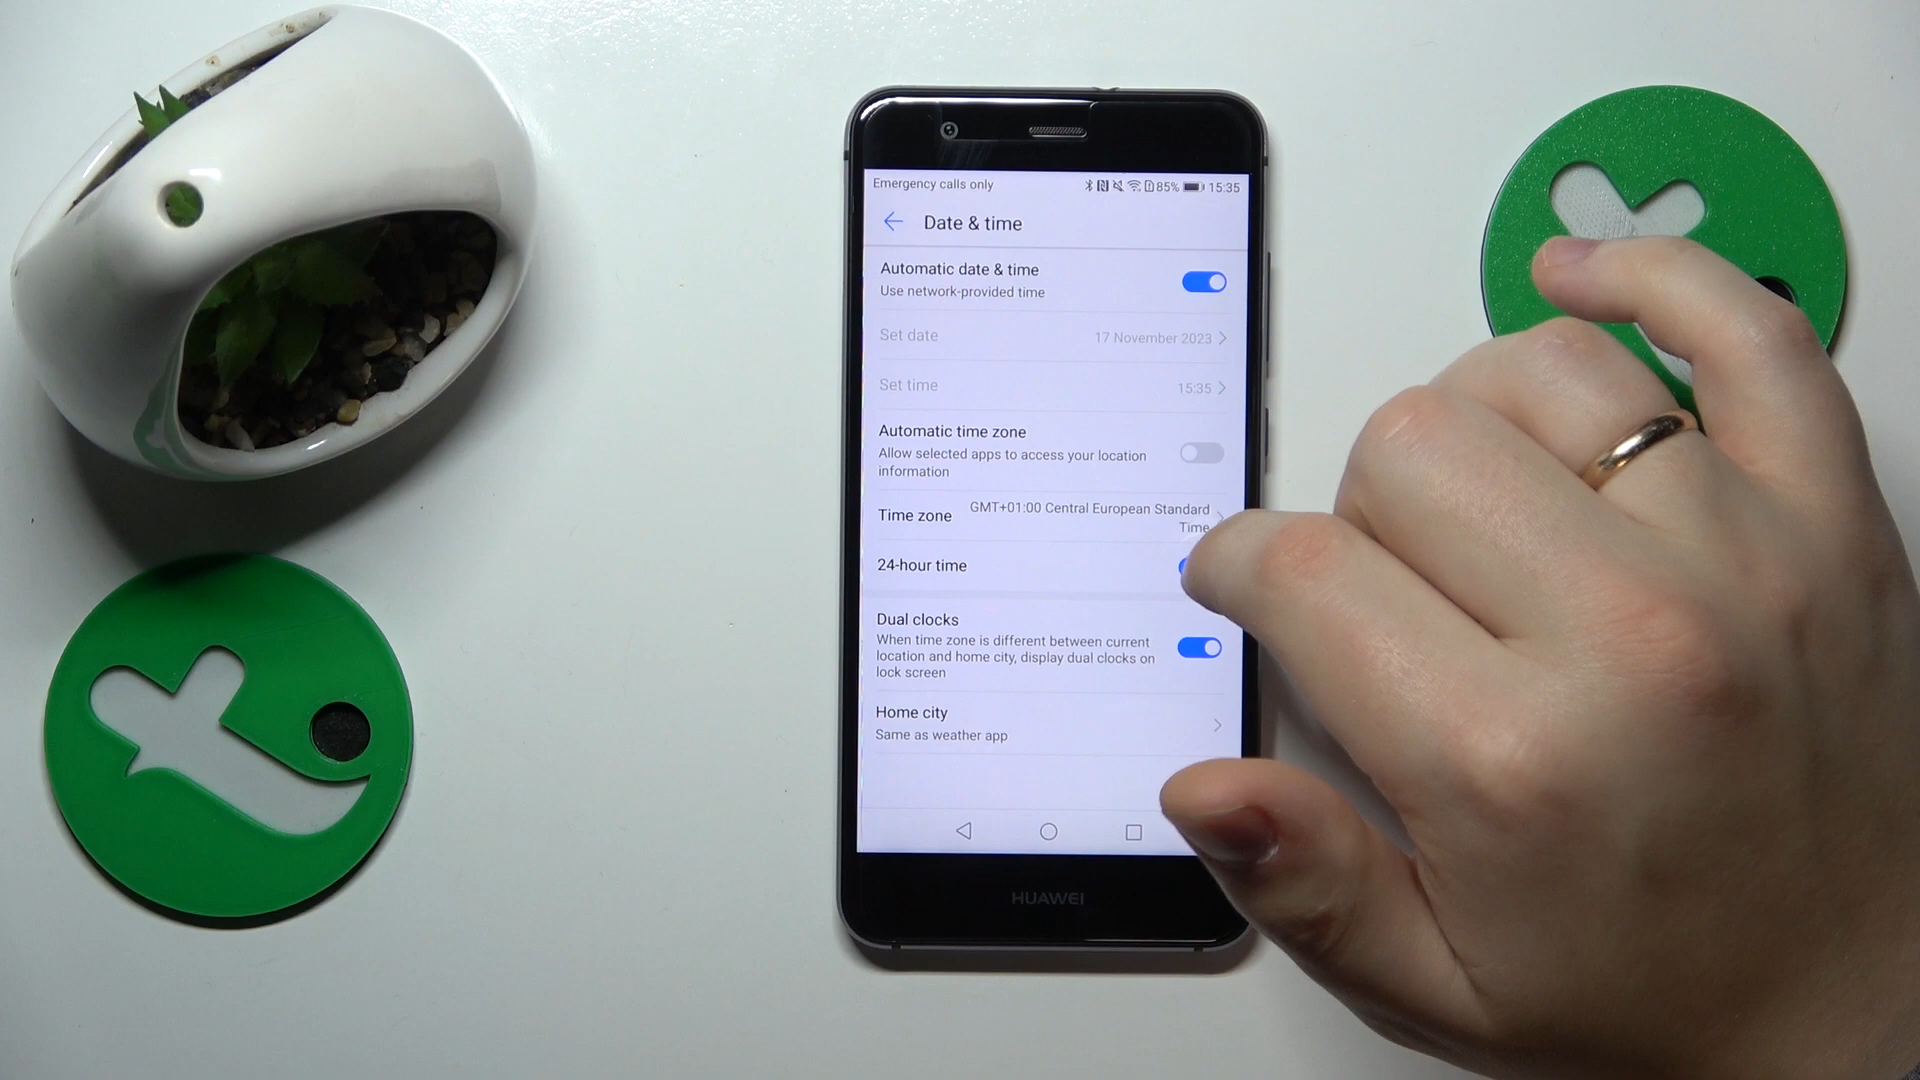 Emergency calls only
85% 15:35
Date & time
Automatic date & time
Use network-provided time
Set date
17 November 2023
Set time
15:35
Automatic time zone
Allow selected apps to access your location
information
Time zone
GMT+01:00 Central European Standard
Time
24-hour time
Dual clocks
When time zone is different between current
location and home city, display dual clocks on
lock screen
Home city
Same as weather app
HUAWEI